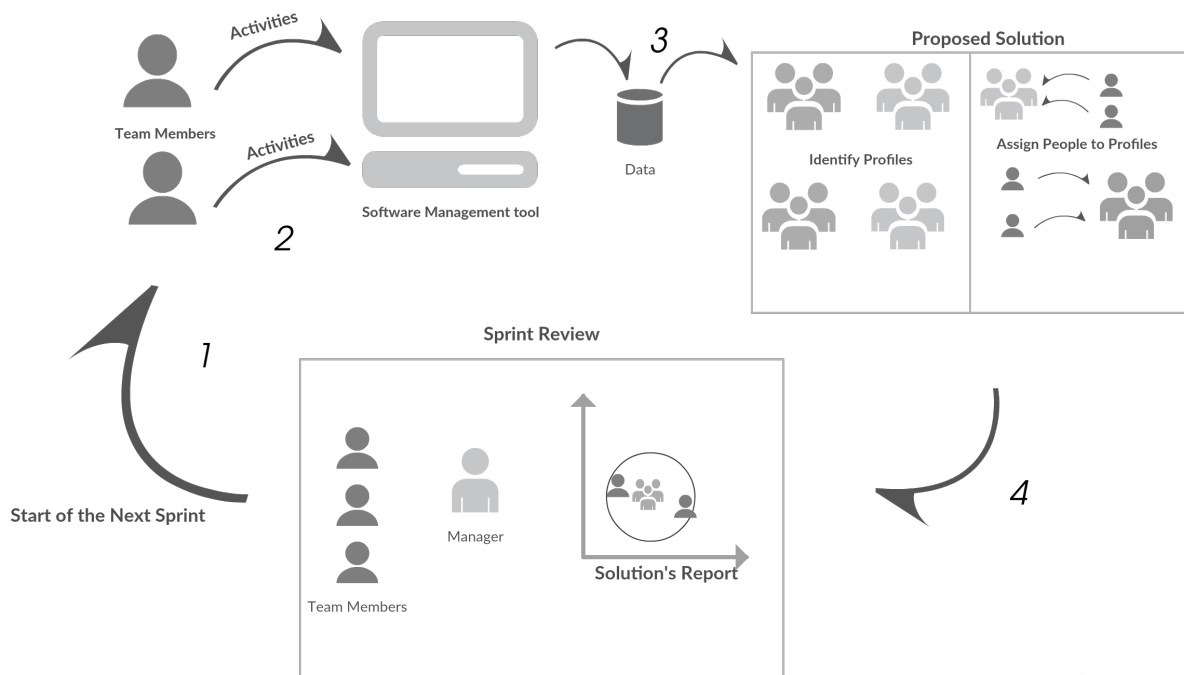 Activities
3
Proposed Solution
Team Members
Activities
Identify Profiles
Assign People to Profiles
Data
Software Management tool
2
Sprint Review
1
4
Start of the Next Sprint
Manager
Solution's Report
Team Members